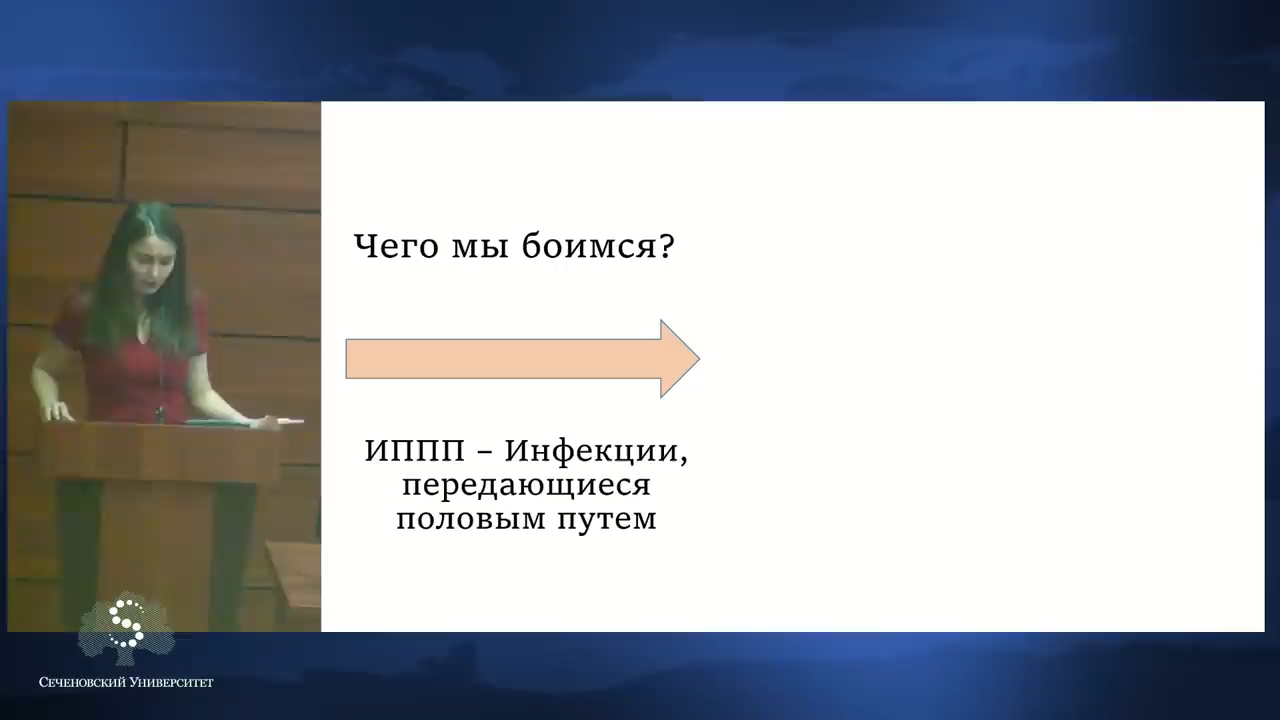 Чего мы боимся?
ИППП – Инфекции,
передающиеся
половым путем
Сеченовский Университет